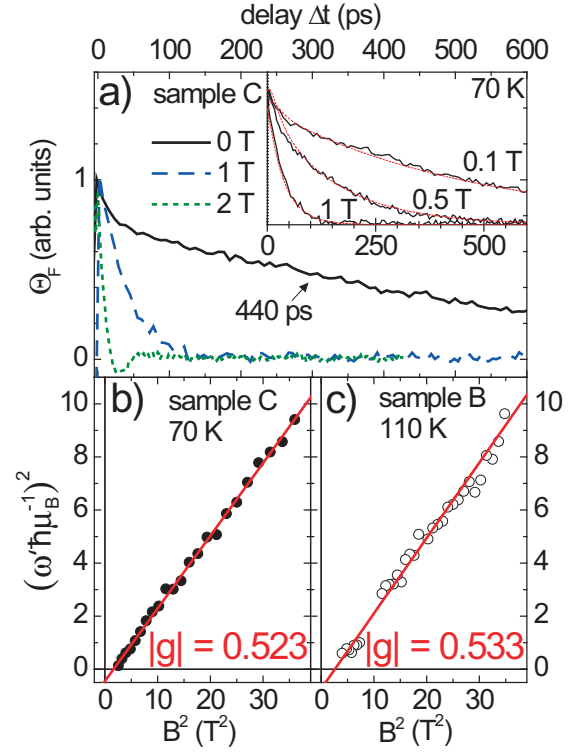 delay Δt (ps)
0 100 200 300 400 500 600
a) sample C
0 T
1 T
2 T
70 K
0.1 T
0.5 T
1 T
0 250 500
440 ps
1
0
Θ_F (arb. units)
b) sample C
70 K
|g| = 0.523
c) sample B
110 K
|g| = 0.533
10
8
6
4
2
0
(ω'ħμ_B^-1)^2
10
8
6
4
2
0
0 10 20 30
B^2 (T^2)
0 10 20 30
B^2 (T^2)